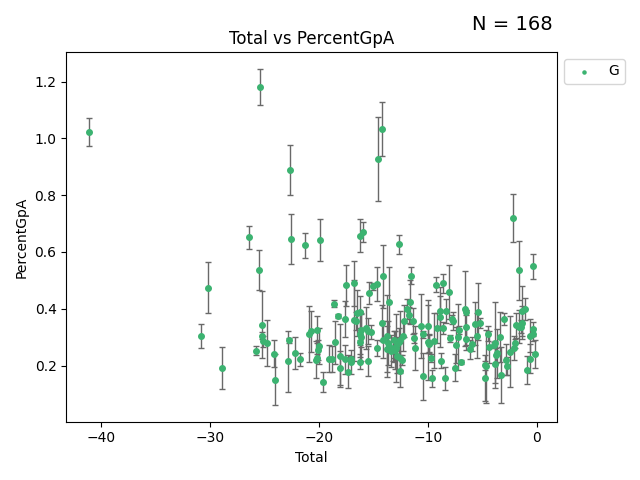 N = 168
Total vs PercentGpA
G
PercentGpA
1.2
1.0
0.8
0.6
0.4
0.2
−40 −30 −20 −10 0
Total